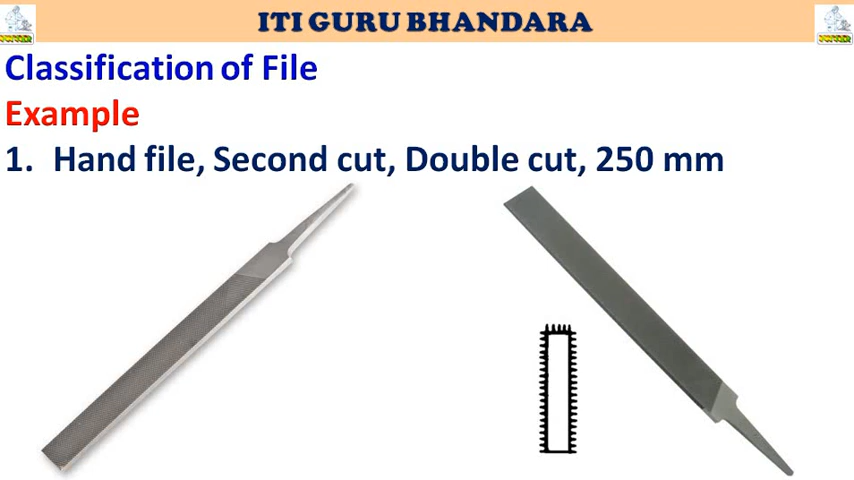 ITI GURU BHANDARA
Classification of File
Example
1. Hand file, Second cut, Double cut, 250 mm